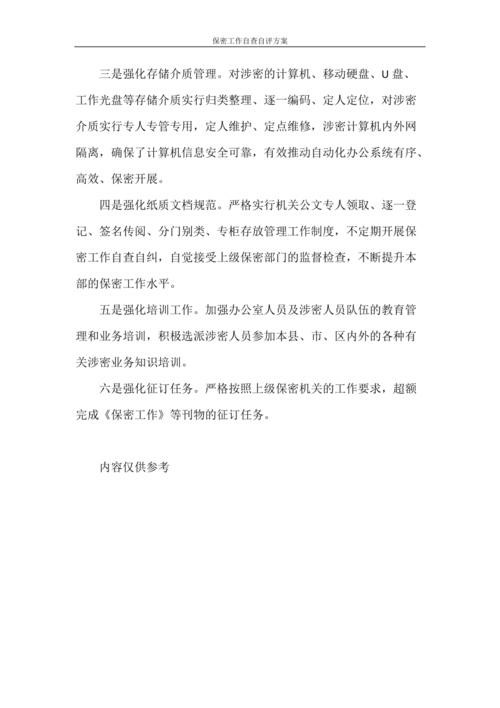 保密工作自查自评方案
三是强化存储介质管理。对涉密的计算机、移动硬盘、U 盘、
工作光盘等存储介质实行归类整理、逐一编码、定人定位，对涉密
介质实行专人专管专用，定人维护、定点维修，涉密计算机内外网
隔离，确保了计算机信息安全可靠，有效推动自动化办公系统有序、
高效、保密开展。
四是强化纸质文档规范。严格实行机关公文专人领取、逐一登
记、签名传阅、分门别类、专柜存放管理工作制度，不定期开展保
密工作自查自纠，自觉接受上级保密部门的监督检查，不断提升本
部的保密工作水平。
五是强化培训工作。加强办公室人员及涉密人员队伍的教育管
理和业务培训，积极选派涉密人员参加本县、市、区内外的各种有
关涉密业务知识培训。
六是强化征订任务。严格按照上级保密机关的工作要求，超额
完成《保密工作》等刊物的征订任务。
内容仅供参考